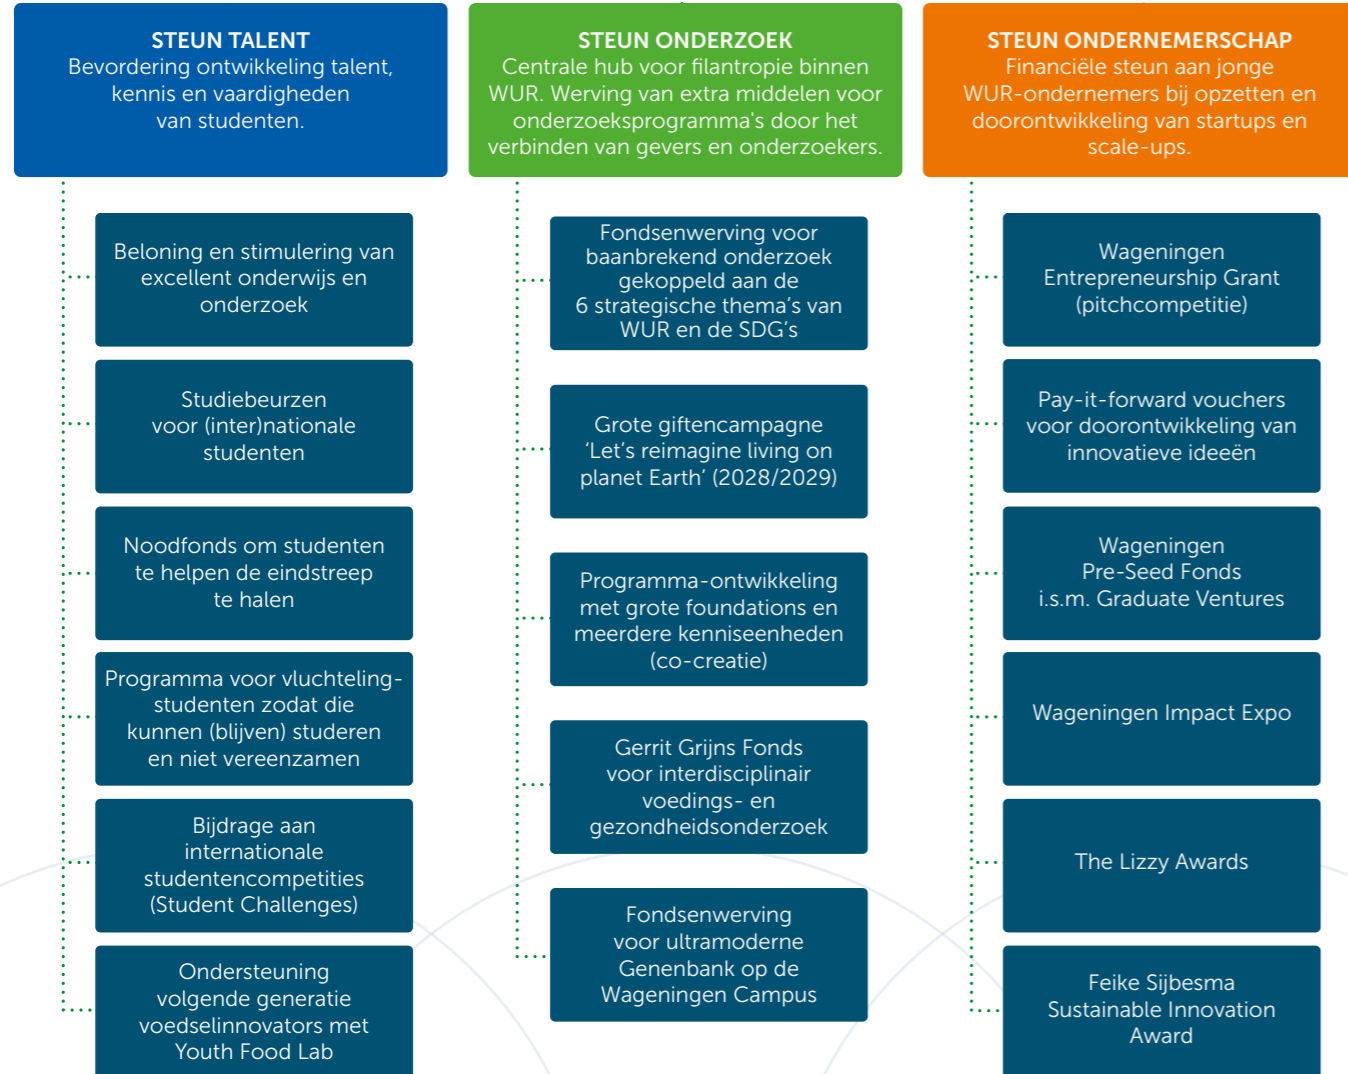 STEUN TALENT
Bevordering ontwikkeling talent,
kennis en vaardigheden
van studenten.
Beloning en stimulering van
excellent onderwijs en
onderzoek
Studiebeurzen
voor (inter)nationale
studenten
Noodfonds om studenten
te helpen de eindstreep
te halen
Programma voor vluchteling-
studenten zodat die
kunnen (blijven) studeren
en niet vereenzamen
Bijdrage aan
internationale
studentencompetities
(Student Challenges)
Ondersteuning
volgende generatie
voedselinnovators met
Youth Food Lab
STEUN ONDERZOEK
Centrale hub voor filantropie binnen
WUR. Werving van extra middelen voor
onderzoeksprogramma's door het
verbinden van gevers en onderzoekers.
Fondsenwerving voor
baanbrekend onderzoek
gekoppeld aan de
6 strategische thema’s van
WUR en de SDG’s
Grote giftencampagne
‘Let’s reimagine living on
planet Earth’ (2028/2029)
Programma-ontwikkeling
met grote foundations en
meerdere kenniseenheden
(co-creatie)
Gerrit Grijns Fonds
voor interdisciplinair
voedings- en
gezondheidsonderzoek
Fondsenwerving
voor ultramoderne
Genenbank op de
Wageningen Campus
STEUN ONDERNEMERSCHAP
Financiële steun aan jonge
WUR-ondernemers bij opzetten en
doorontwikkeling van startups en
scale-ups.
Wageningen
Entrepreneurship Grant
(pitchcompetitie)
Pay-it-forward vouchers
voor doorontwikkeling van
innovatieve ideeën
Wageningen
Pre-Seed Fonds
i.s.m. Graduate Ventures
Wageningen Impact Expo
The Lizzy Awards
Feike Sijbesma
Sustainable Innovation
Award